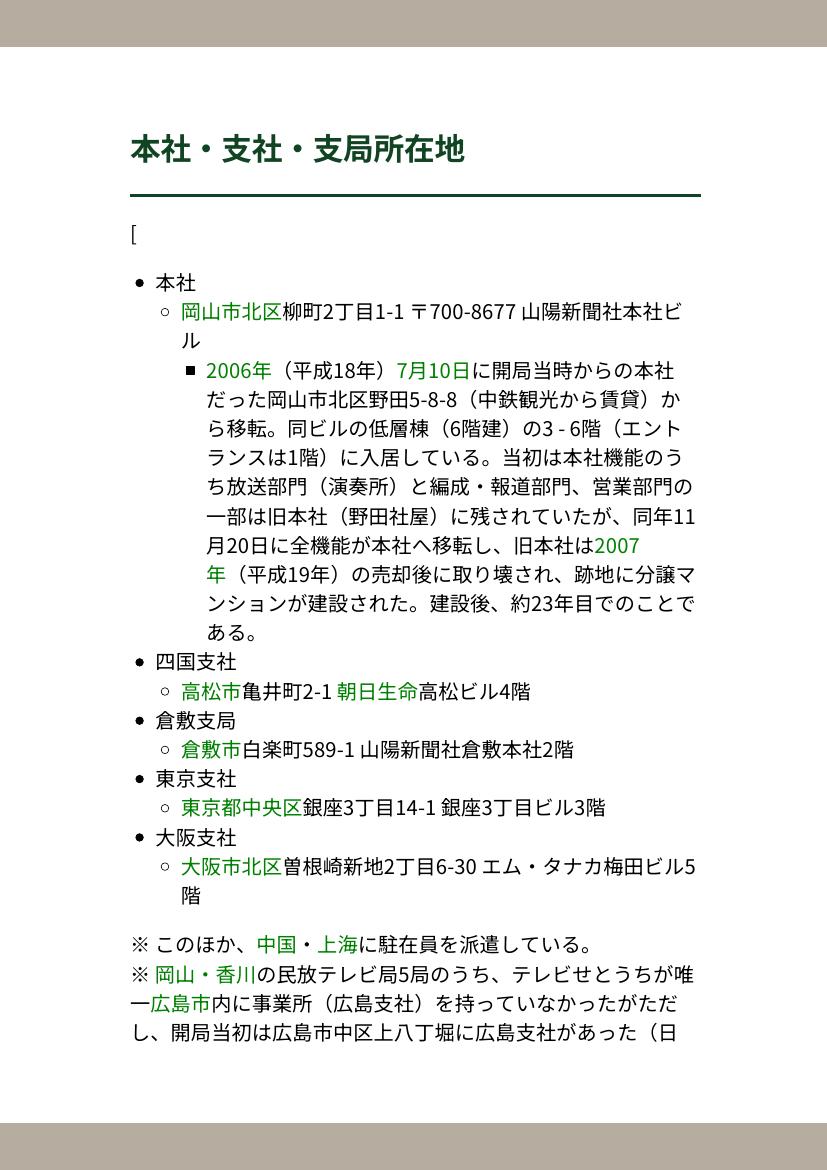 本社・支社・支局所在地
[
本社
岡山市北区柳町2丁目1-1 〒700-8677 山陽新聞社本社ビ
ル
2006年（平成18年）7月10日に開局当時からの本社
だった岡山市北区野田5-8-8（中鉄観光から賃貸）か
ら移転。同ビルの低層棟（6階建）の3 - 6階（エント
ランスは1階）に入居している。当初は本社機能のう
ち放送部門（演奏所）と編成・報道部門、営業部門の
一部は旧本社（野田社屋）に残されていたが、同年11
月20日に全機能が本社へ移転し、旧本社は2007
年（平成19年）の売却後に取り壊され、跡地に分譲マ
ンションが建設された。建設後、約23年目でのことで
ある。
四国支社
高松市亀井町2-1 朝日生命高松ビル4階
倉敷支局
倉敷市白楽町589-1 山陽新聞社倉敷本社2階
東京支社
東京都中央区銀座3丁目14-1 銀座3丁目ビル3階
大阪支社
大阪市北区曽根崎新地2丁目6-30 エム・タナカ梅田ビル5
階
※ このほか、中国・上海に駐在員を派遣している。
※ 岡山・香川の民放テレビ局5局のうち、テレビせとうちが唯
一広島市内に事業所（広島支社）を持っていなかったがただ
し、開局当初は広島市中区上八丁堀に広島支社があった（日